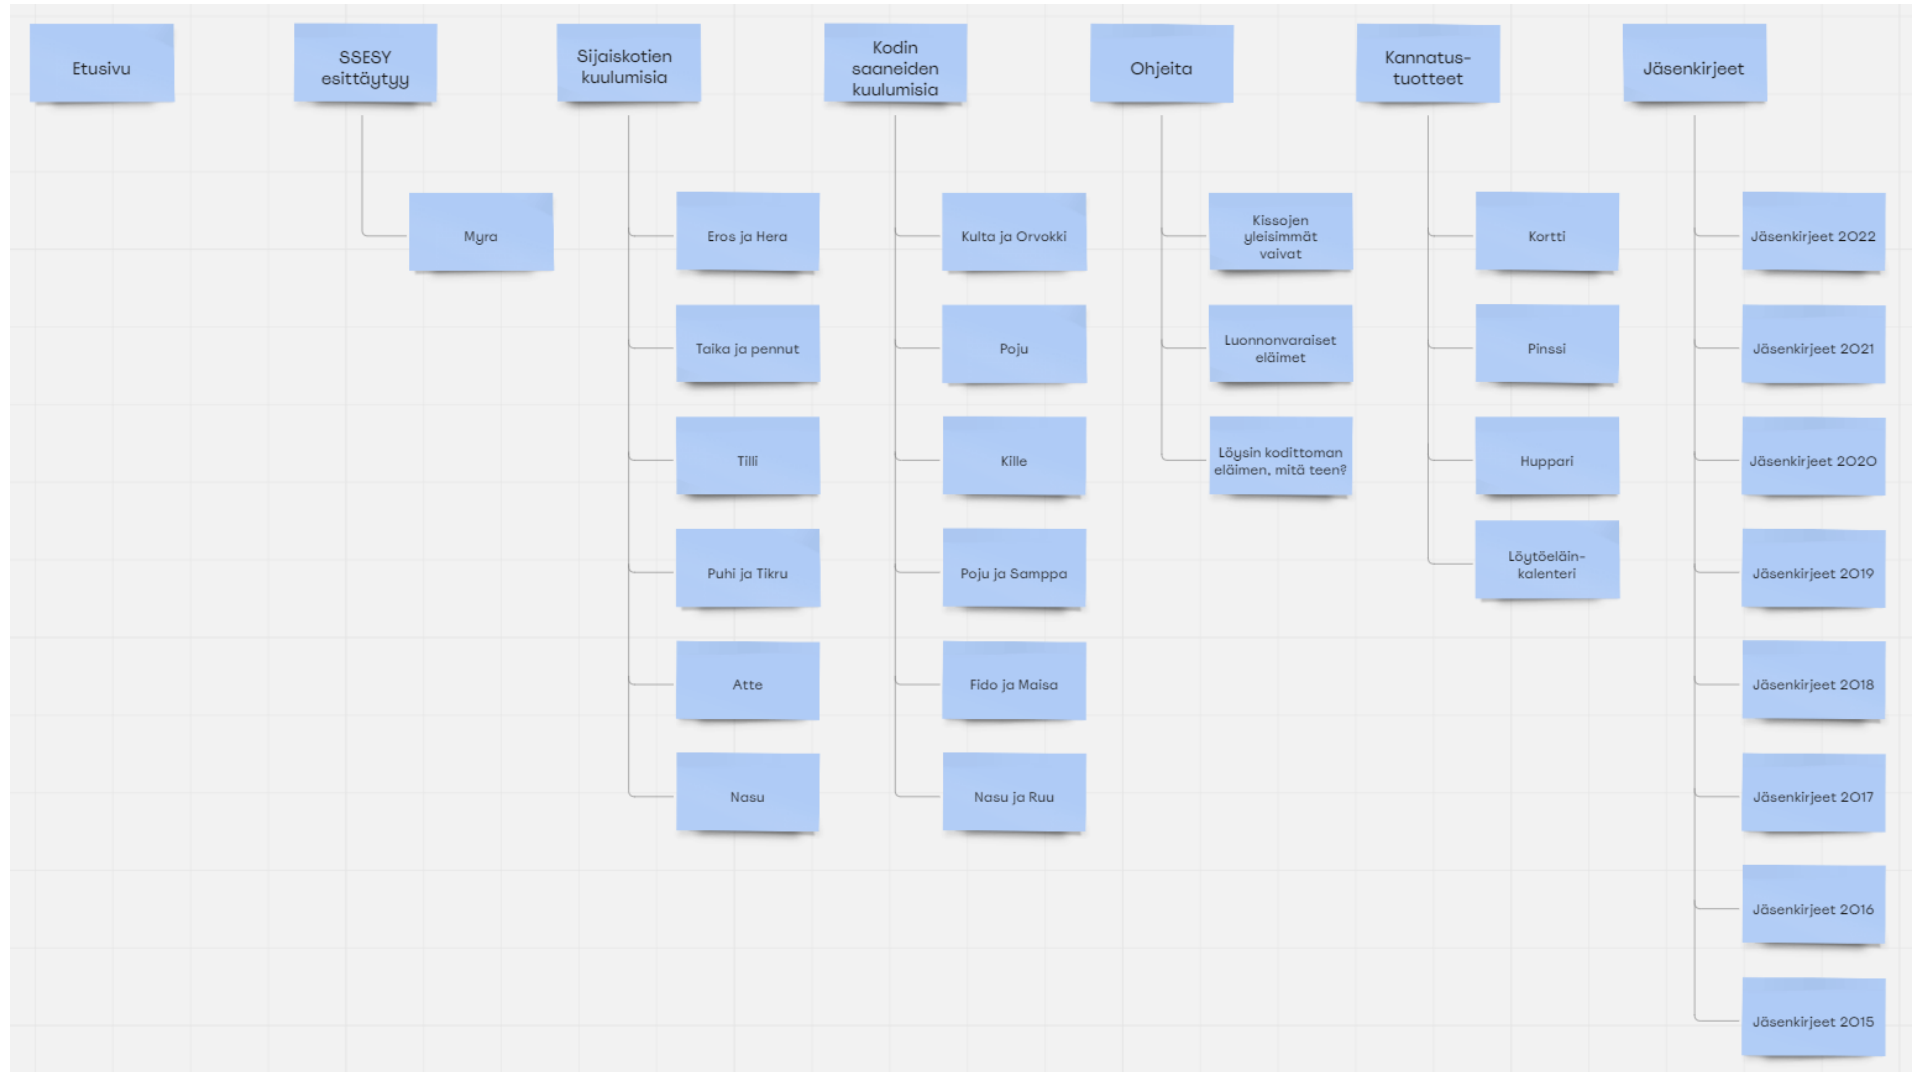 Etusivu
SSESY
esittäytyy
Sijaiskotien
kuulumisia
Kodin
saaneiden
kuulumisia
Ohjeita
Kannatus-
tuotteet
Jäsenkirjeet
Myra
Eros ja Hera
Taika ja pennut
Tilli
Puhi ja Tikru
Atte
Nasu
Kulta ja Orvokki
Poju
Kille
Poju ja Samppa
Fido ja Maisa
Nasu ja Ruu
Kissojen
yleisimmät
vaivat
Luonnonvaraiset
eläimet
Löysin kodittoman
eläimen, mitä teen?
Kortti
Pinssi
Huppari
Löytöeläin-
kalenteri
Jäsenkirjeet 2022
Jäsenkirjeet 2021
Jäsenkirjeet 2020
Jäsenkirjeet 2019
Jäsenkirjeet 2018
Jäsenkirjeet 2017
Jäsenkirjeet 2016
Jäsenkirjeet 2015